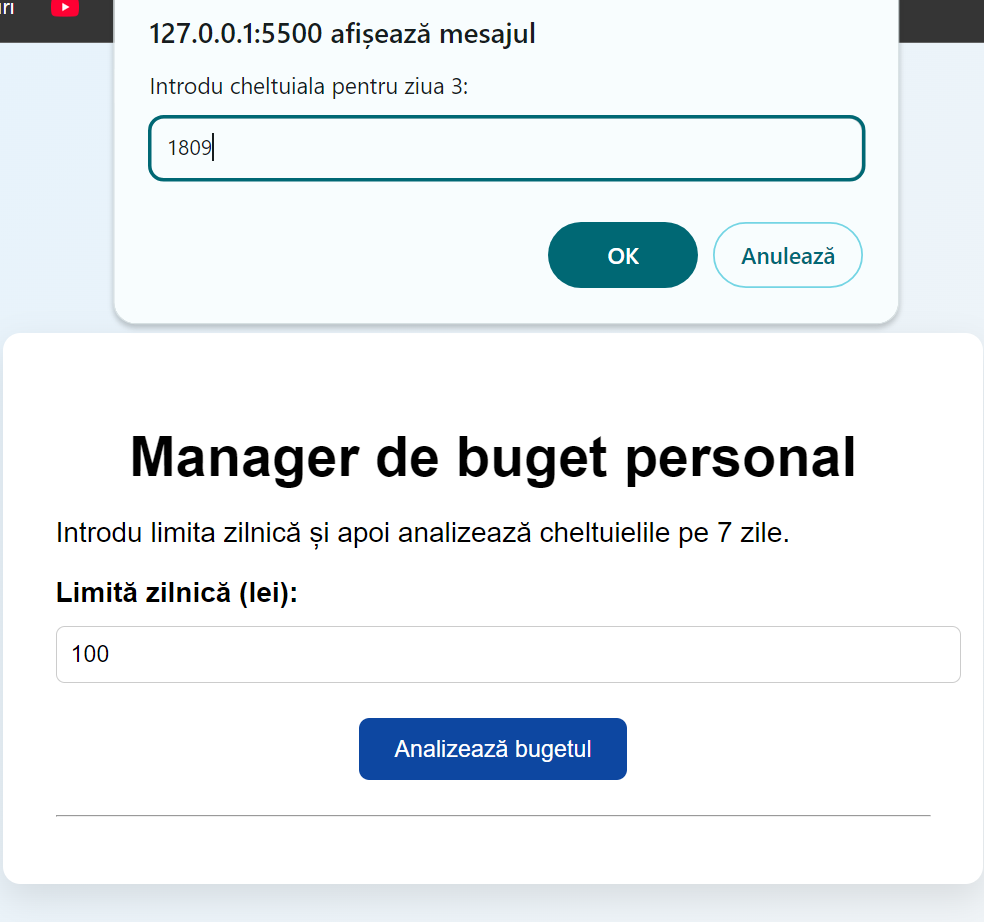 127.0.0.1:5500 afișează mesajul
Introdu cheltuiala pentru ziua 3:
1809
OK
Anulează
Manager de buget personal
Introdu limita zilnică și apoi analizează cheltuielile pe 7 zile.
Limită zilnică (lei):
100
Analizează bugetul